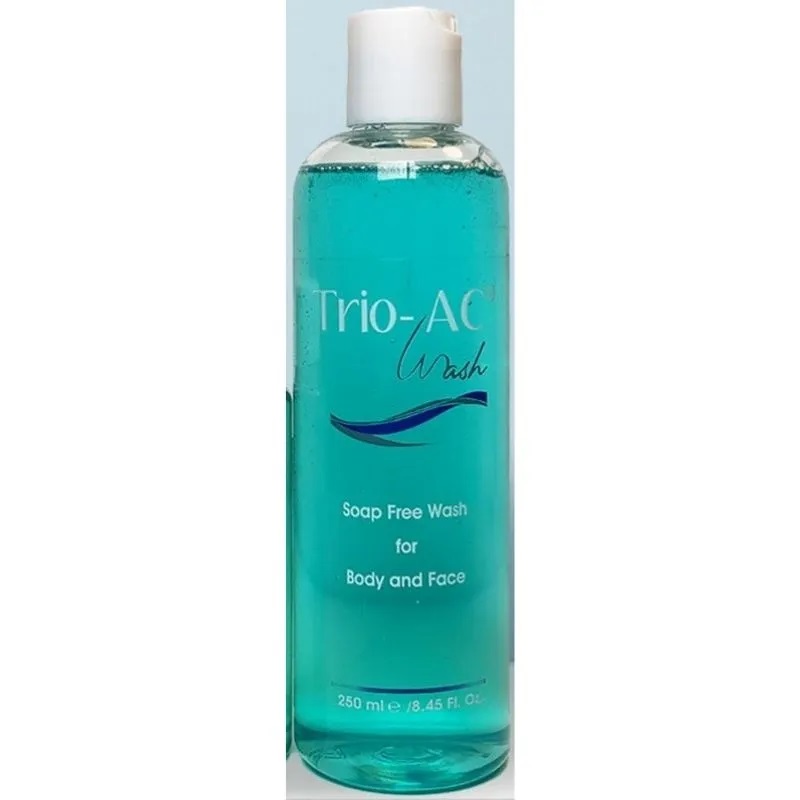 Trio-AC®
Wash
Soap Free Wash
for
Body and Face
250 ml ℮ /8.45 Fl. Oz.